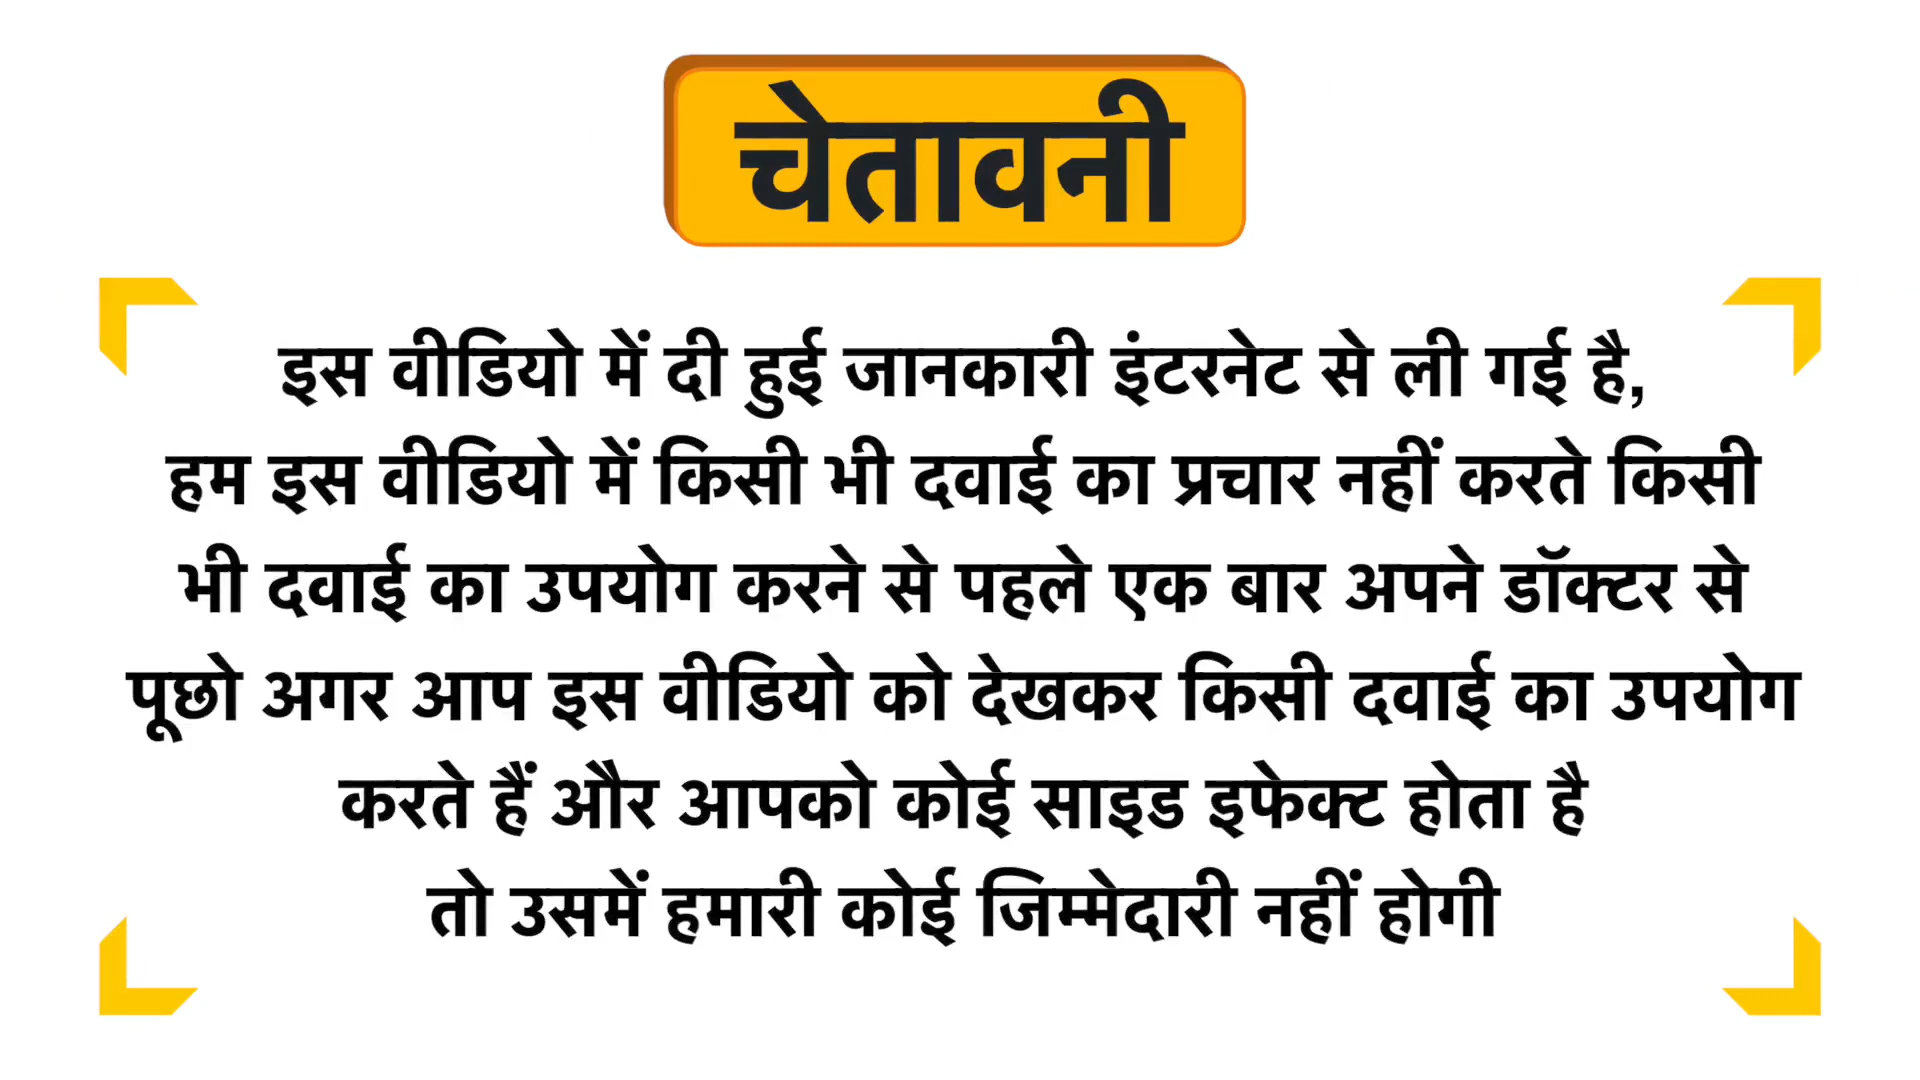 चेतावनी
इस वीडियो में दी हुई जानकारी इंटरनेट से ली गई है,
हम इस वीडियो में किसी भी दवाई का प्रचार नहीं करते किसी
भी दवाई का उपयोग करने से पहले एक बार अपने डॉक्टर से
पूछो अगर आप इस वीडियो को देखकर किसी दवाई का उपयोग
करते हैं और आपको कोई साइड इफेक्ट होता है
तो उसमें हमारी कोई जिम्मेदारी नहीं होगी